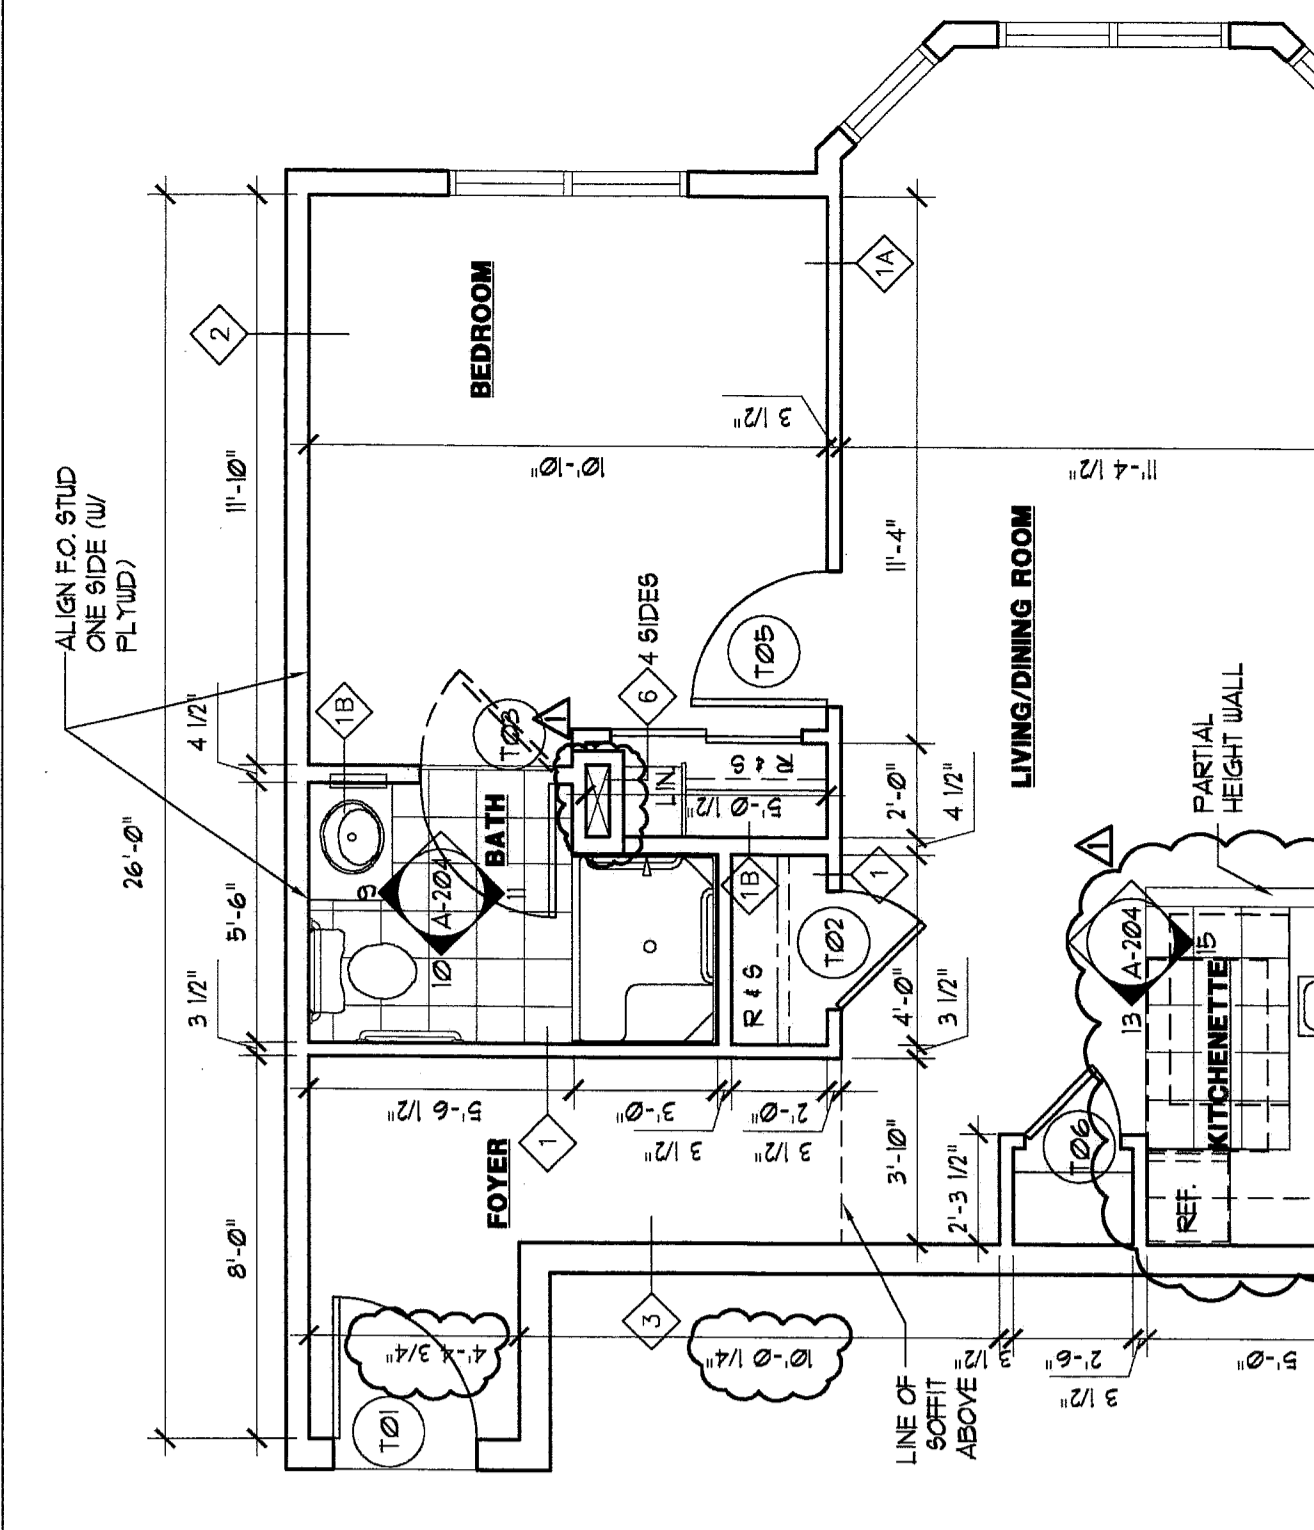 ALIGN F.O. STUD
ONE SIDE (W/
PLYWD)
26'-0"
8'-0"
3 1/2"
5'-6"
4 1/2"
11'-10"
2
1B
BEDROOM
10'-10"
3 1/2"
1A
11'-4 1/2"
T03
1
6
4 SIDES
T05
11'-4"
LIVING/DINING ROOM
BATH
9
A-204
10
11
LIN.
R & S
5'-0 1/2"
2'-0"
4 1/2"
1B
1
R & S
T02
4'-0"
3 1/2"
5'-6 1/2"
3'-0"
3 1/2"
2'-0"
3 1/2"
FOYER
1
3'-10"
2'-3 1/2"
T01
4'-4 3/4"
3
10'-0 1/4"
LINE OF
SOFFIT
ABOVE
3 1/2"
2'-6"
3 1/2"
5'-0"
T06
REF.
KITCHENETTE
13
A-204
15
1
PARTIAL
HEIGHT WALL